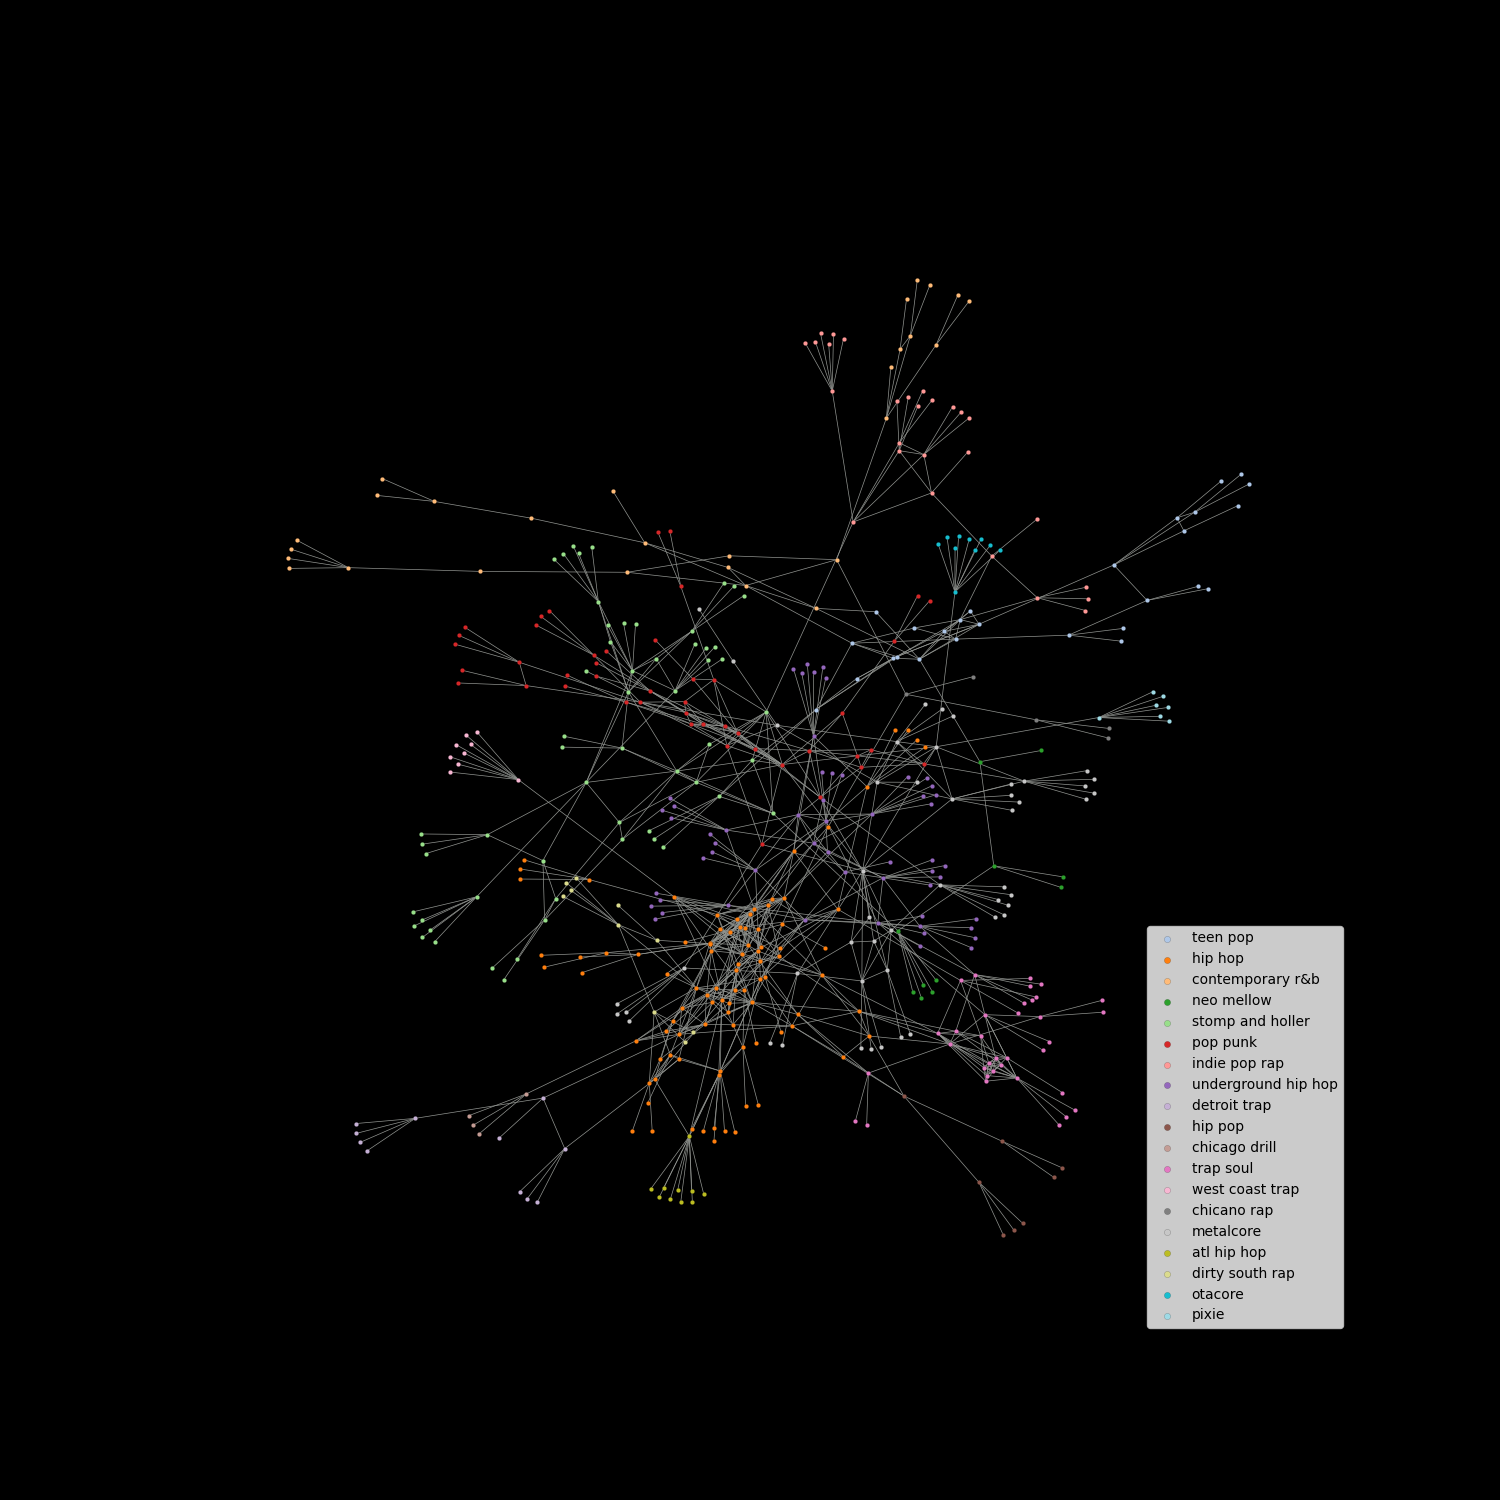 teen pop
hip hop
contemporary r&b
neo mellow
stomp and holler
pop punk
indie pop rap
underground hip hop
detroit trap
hip pop
chicago drill
trap soul
west coast trap
chicano rap
metalcore
atl hip hop
dirty south rap
otacore
pixie